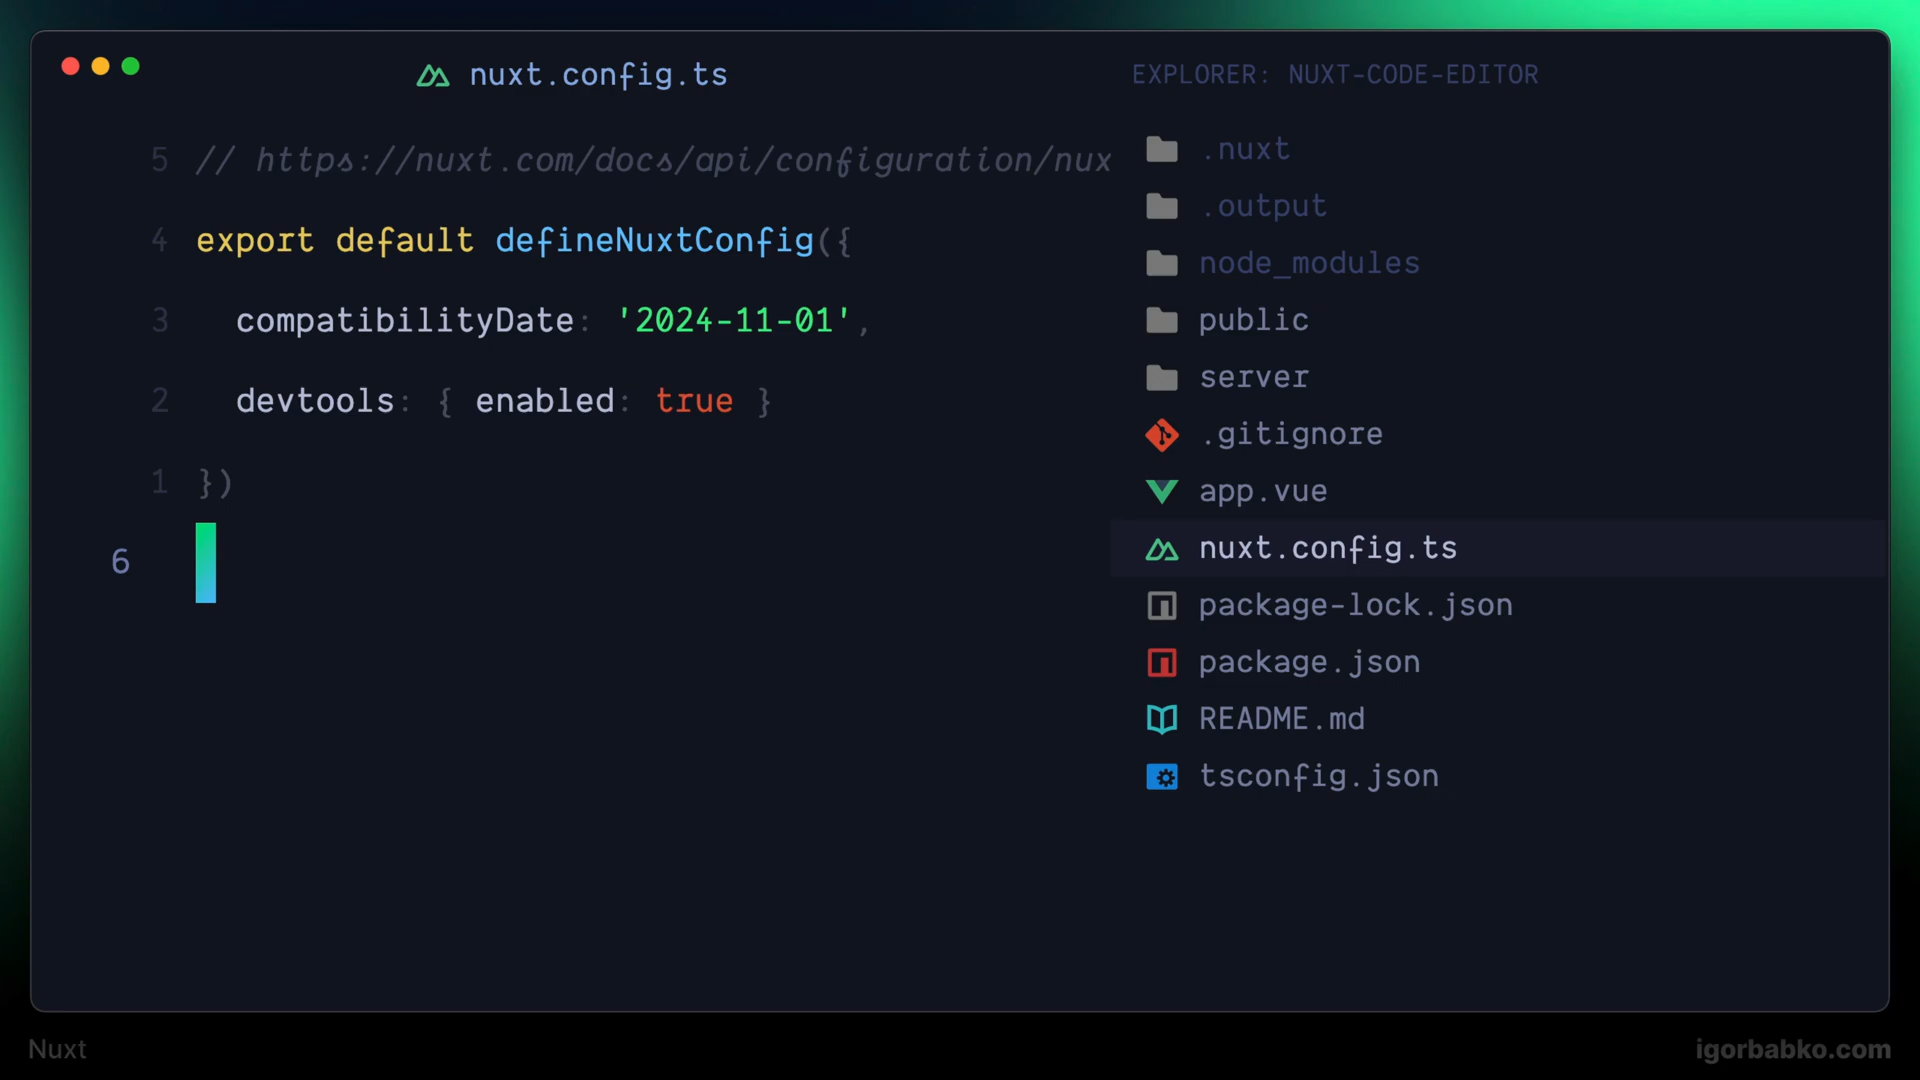 nuxt.config.ts
5 // https://nuxt.com/docs/api/configuration/nux
4 export default defineNuxtConfig({
3 compatibilityDate: '2024-11-01',
2 devtools: { enabled: true }
1 })
6
EXPLORER: NUXT-CODE-EDITOR
.nuxt
.output
node_modules
public
server
.gitignore
app.vue
nuxt.config.ts
package-lock.json
package.json
README.md
tsconfig.json
Nuxt
igorbabko.com